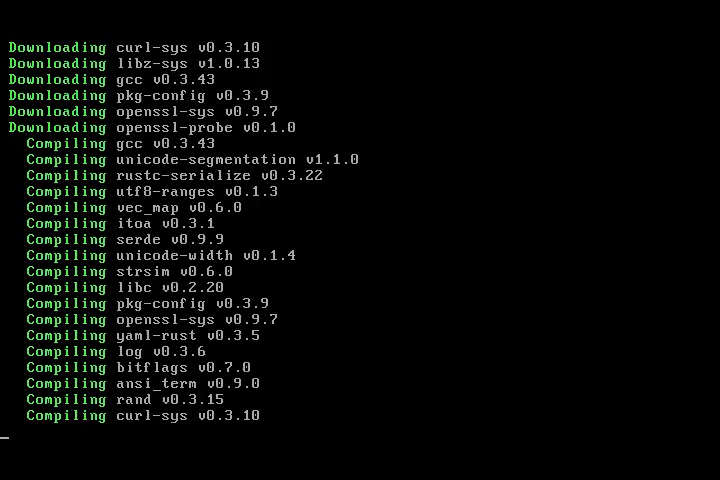 Downloading curl-sys v0.3.10
Downloading libz-sys v1.0.13
Downloading gcc v0.3.43
Downloading pkg-config v0.3.9
Downloading openssl-sys v0.9.7
Downloading openssl-probe v0.1.0
Compiling gcc v0.3.43
Compiling unicode-segmentation v1.1.0
Compiling rustc-serialize v0.3.22
Compiling utf8-ranges v0.1.3
Compiling vec_map v0.6.0
Compiling itoa v0.3.1
Compiling serde v0.9.9
Compiling unicode-width v0.1.4
Compiling strsim v0.6.0
Compiling libc v0.2.20
Compiling pkg-config v0.3.9
Compiling openssl-sys v0.9.7
Compiling yaml-rust v0.3.5
Compiling log v0.3.6
Compiling bitflags v0.7.0
Compiling ansi_term v0.9.0
Compiling rand v0.3.15
Compiling curl-sys v0.3.10